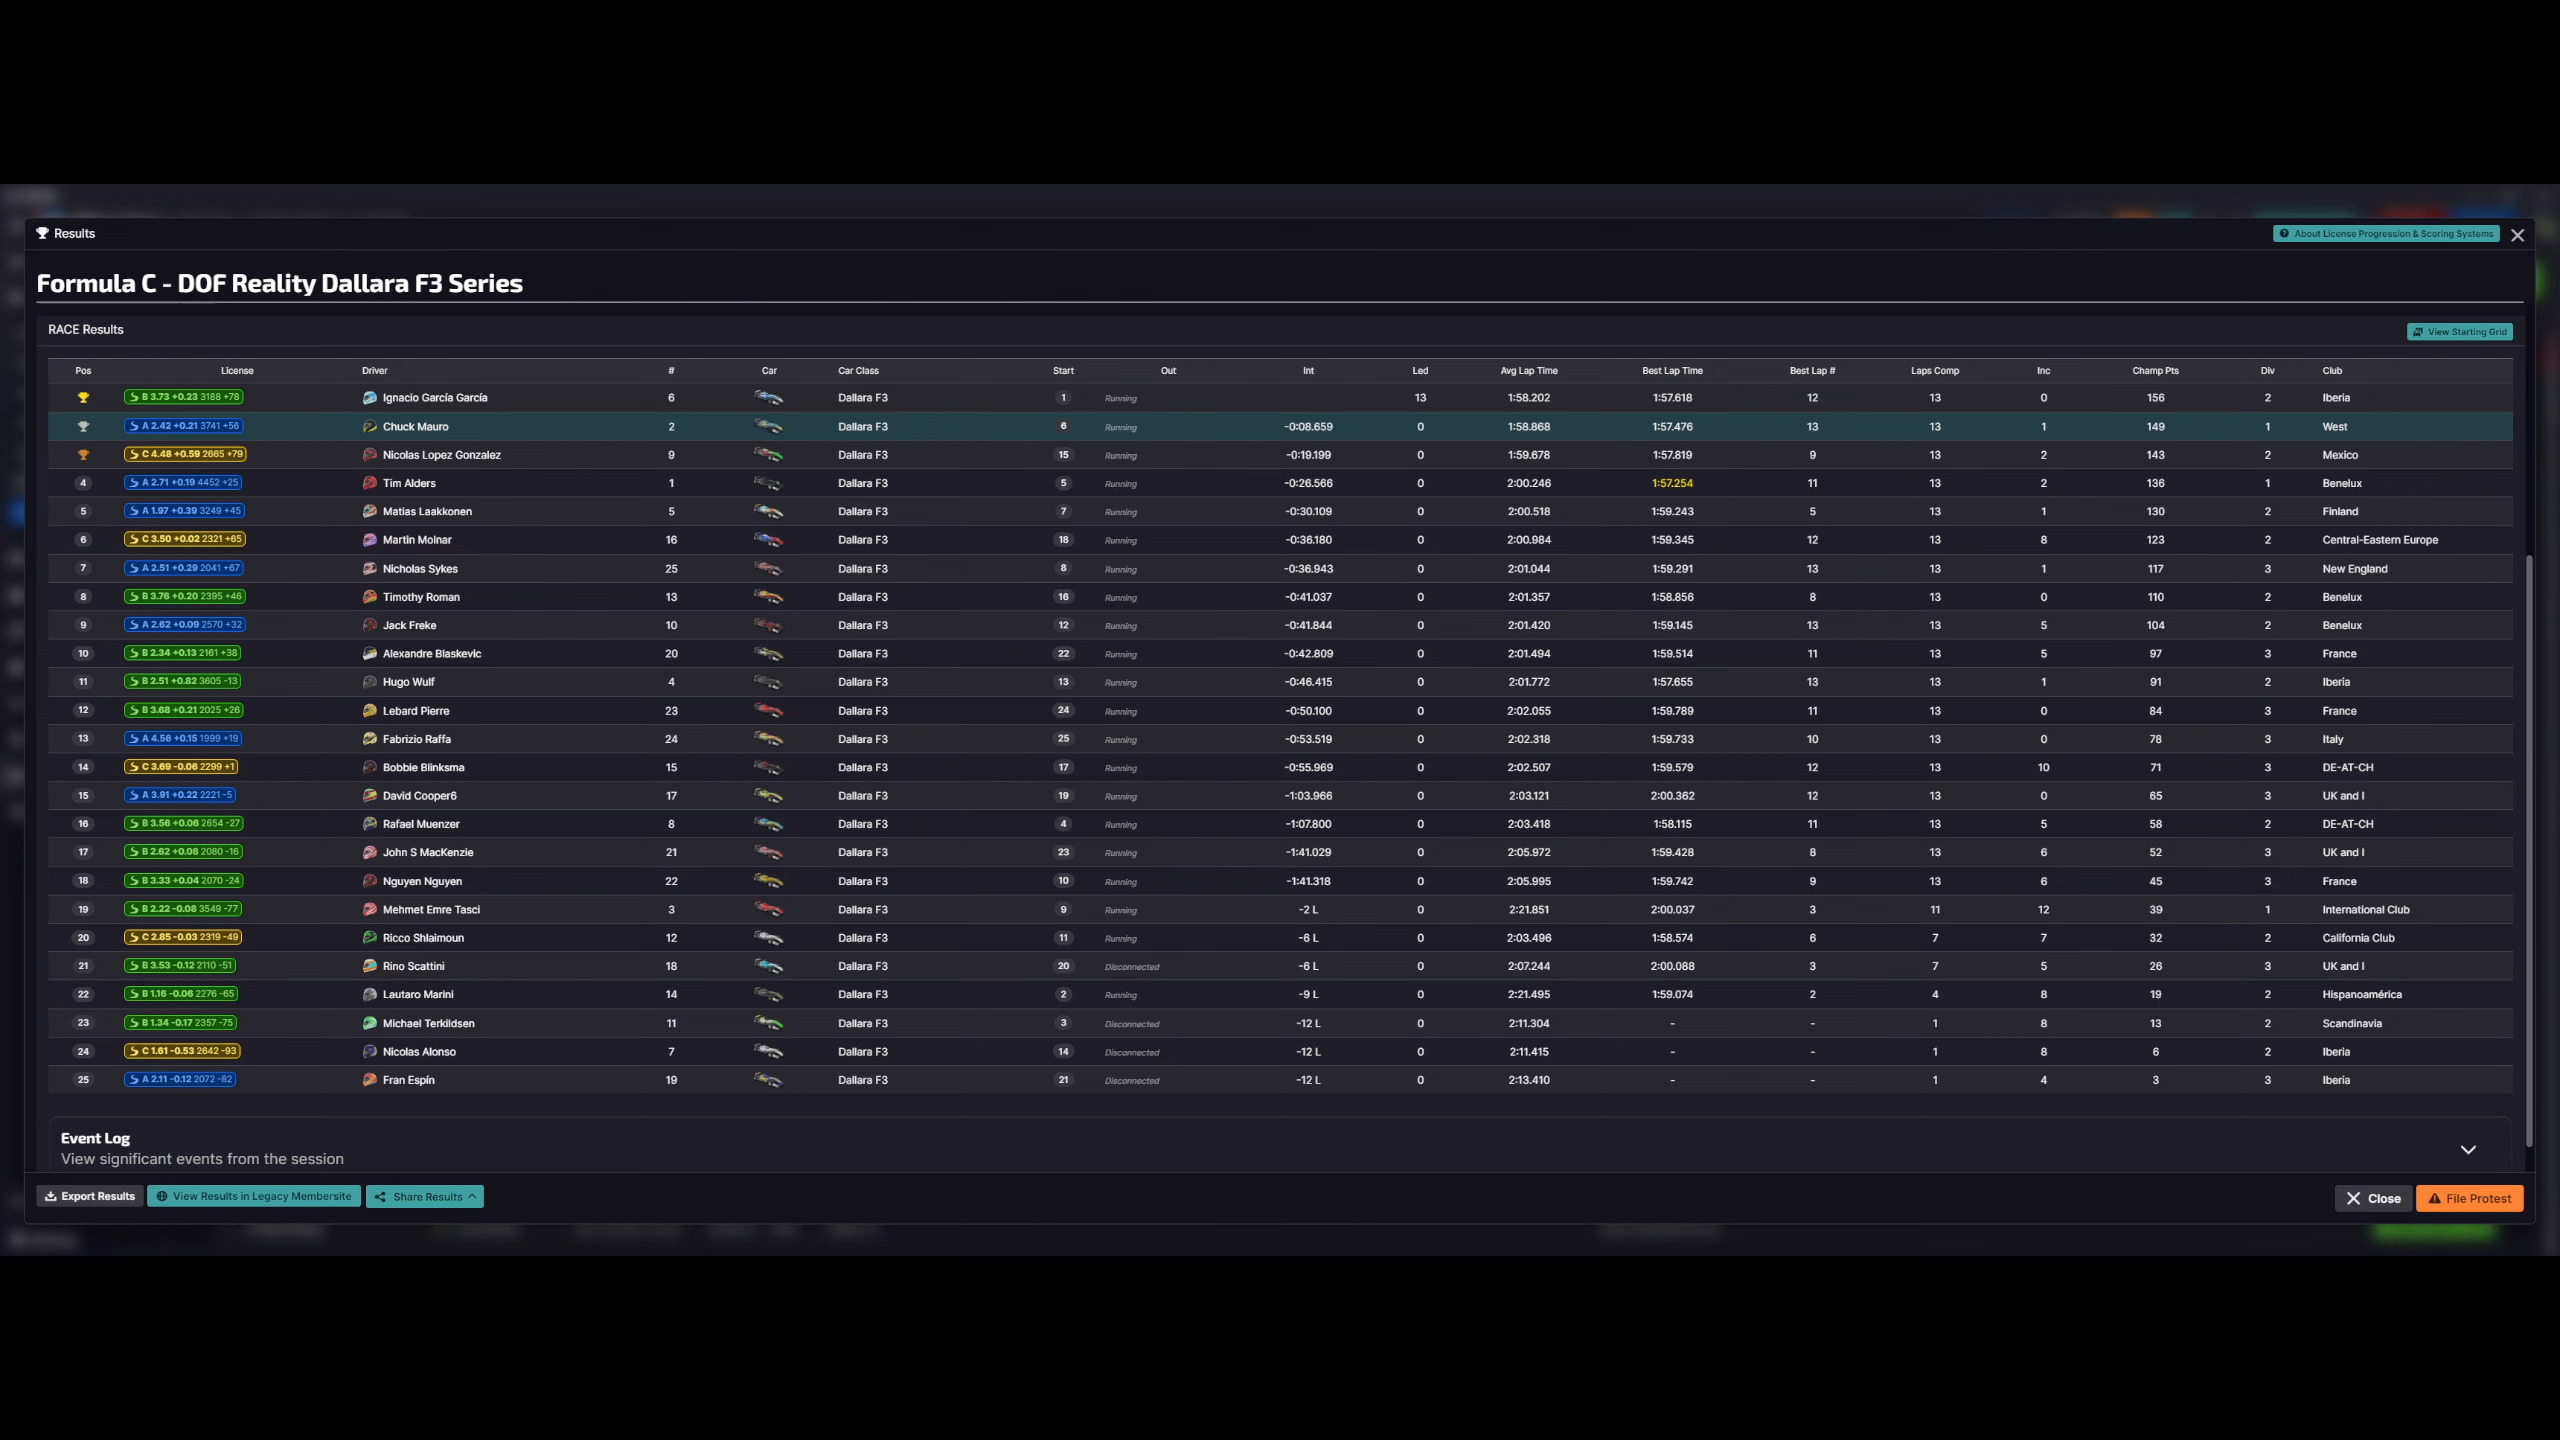 Results
About License Progression & Scoring Systems
Formula C - DOF Reality Dallara F3 Series
RACE Results
View Starting Grid
Pos License Driver # Car Car Class Start Out Int Led Avg Lap Time Best Lap Time Best Lap # Laps Comp Inc Champ Pts Div Club
B 3.73 +0.23 3188 +78 Ignacio García García 6 Dallara F3 1 Running 13 1:58.202 1:57.618 12 13 0 156 2 Iberia
A 2.42 +0.21 3741 +56 Chuck Mauro 2 Dallara F3 6 Running -0:08.659 0 1:58.868 1:57.476 13 13 1 149 1 West
C 4.48 +0.59 2665 +79 Nicolas Lopez Gonzalez 9 Dallara F3 15 Running -0:19.199 0 1:59.678 1:57.819 9 13 2 143 2 Mexico
4 A 2.71 +0.19 4452 +25 Tim Alders 1 Dallara F3 5 Running -0:26.566 0 2:00.246 1:57.254 11 13 2 136 1 Benelux
5 A 1.97 +0.39 3249 +45 Matias Laakkonen 5 Dallara F3 7 Running -0:30.109 0 2:00.518 1:59.243 5 13 1 130 2 Finland
6 C 3.50 +0.02 2321 +65 Martin Molnar 16 Dallara F3 18 Running -0:36.180 0 2:00.984 1:59.345 12 13 8 123 2 Central-Eastern Europe
7 A 2.51 +0.29 2041 +67 Nicholas Sykes 25 Dallara F3 8 Running -0:36.943 0 2:01.044 1:59.291 13 13 1 117 3 New England
8 B 3.76 +0.20 2395 +46 Timothy Roman 13 Dallara F3 16 Running -0:41.037 0 2:01.357 1:58.856 8 13 0 110 2 Benelux
9 A 2.62 +0.09 2570 +32 Jack Freke 10 Dallara F3 12 Running -0:41.844 0 2:01.420 1:59.145 13 13 5 104 2 Benelux
10 B 2.34 +0.13 2161 +38 Alexandre Blaskevic 20 Dallara F3 22 Running -0:42.809 0 2:01.494 1:59.514 11 13 5 97 3 France
11 B 2.51 +0.82 3605 -13 Hugo Wulf 4 Dallara F3 13 Running -0:46.415 0 2:01.772 1:57.655 13 13 1 91 2 Iberia
12 B 3.68 +0.21 2025 +26 Lebard Pierre 23 Dallara F3 24 Running -0:50.100 0 2:02.055 1:59.789 11 13 0 84 3 France
13 A 4.56 +0.15 1999 +19 Fabrizio Raffa 24 Dallara F3 25 Running -0:53.519 0 2:02.318 1:59.733 10 13 0 78 3 Italy
14 C 3.69 -0.06 2299 +1 Bobbie Blinksma 15 Dallara F3 17 Running -0:55.969 0 2:02.507 1:59.579 12 13 10 71 3 DE-AT-CH
15 A 3.91 +0.22 2221 -5 David Cooper6 17 Dallara F3 19 Running -1:03.966 0 2:03.121 2:00.362 12 13 0 65 3 UK and I
16 B 3.56 +0.06 2654 -27 Rafael Muenzer 8 Dallara F3 4 Running -1:07.800 0 2:03.418 1:58.115 11 13 5 58 2 DE-AT-CH
17 B 2.62 +0.08 2080 -16 John S MacKenzie 21 Dallara F3 23 Running -1:41.029 0 2:05.972 1:59.428 8 13 6 52 3 UK and I
18 B 3.33 +0.04 2070 -24 Nguyen Nguyen 22 Dallara F3 10 Running -1:41.318 0 2:05.995 1:59.742 9 13 6 45 3 France
19 B 2.22 -0.08 3549 -77 Mehmet Emre Tasci 3 Dallara F3 9 Running -2 L 0 2:21.851 2:00.037 3 11 12 39 1 International Club
20 C 2.85 -0.03 2319 -49 Ricco Shlaimoun 12 Dallara F3 11 Running -6 L 0 2:03.496 1:58.574 6 7 7 32 2 California Club
21 B 3.53 -0.12 2110 -51 Rino Scattini 18 Dallara F3 20 Disconnected -6 L 0 2:07.244 2:00.088 3 7 5 26 3 UK and I
22 B 1.16 -0.06 2276 -65 Lautaro Marini 14 Dallara F3 2 Running -9 L 0 2:21.495 1:59.074 2 4 8 19 2 Hispanoamérica
23 B 1.34 -0.17 2357 -75 Michael Terkildsen 11 Dallara F3 3 Disconnected -12 L 0 2:11.304 - - 1 8 13 2 Scandinavia
24 C 1.61 -0.53 2642 -93 Nicolas Alonso 7 Dallara F3 14 Disconnected -12 L 0 2:11.415 - - 1 8 6 2 Iberia
25 A 2.11 -0.12 2072 -82 Fran Espín 19 Dallara F3 21 Disconnected -12 L 0 2:13.410 - - 1 4 3 3 Iberia
Event Log
View significant events from the session
Export Results View Results in Legacy Membersite Share Results Close File Protest